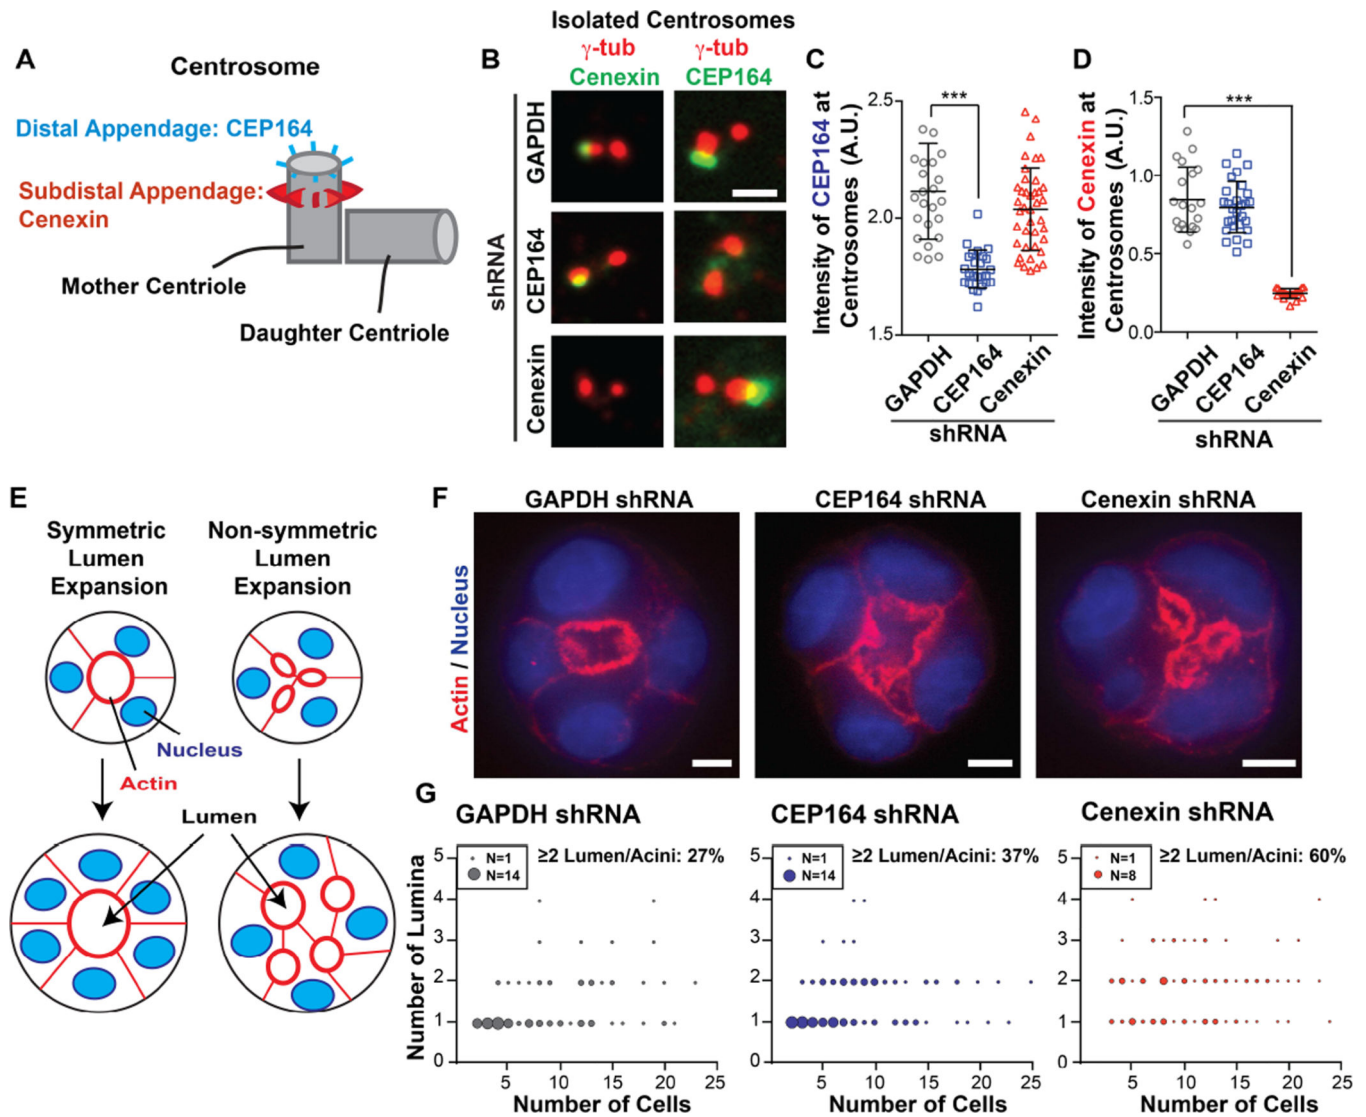 A
Centrosome
Distal Appendage: CEP164
Subdistal Appendage:
Cenexin
Mother Centriole
Daughter Centriole
B
Isolated Centrosomes
γ-tub
Cenexin
γ-tub
CEP164
shRNA
GAPDH
CEP164
Cenexin
C
Intensity of CEP164 at
Centrosomes (A.U.)
2.5
2.0
1.5
***
GAPDH
CEP164
Cenexin
shRNA
D
Intensity of Cenexin at
Centrosomes (A.U.)
1.5
1.0
0.5
0.0
***
GAPDH
CEP164
Cenexin
shRNA
E
Symmetric
Lumen
Expansion
Non-symmetric
Lumen
Expansion
Nucleus
Actin
Lumen
F
GAPDH shRNA
CEP164 shRNA
Cenexin shRNA
Actin / Nucleus
G
GAPDH shRNA
Number of Lumina
5
4
3
2
1
0
N=1
N=14
≥2 Lumen/Acini: 27%
5 10 15 20 25
Number of Cells
CEP164 shRNA
5
4
3
2
1
0
N=1
N=14
≥2 Lumen/Acini: 37%
5 10 15 20 25
Number of Cells
Cenexin shRNA
5
4
3
2
1
0
N=1
N=8
≥2 Lumen/Acini: 60%
5 10 15 20 25
Number of Cells